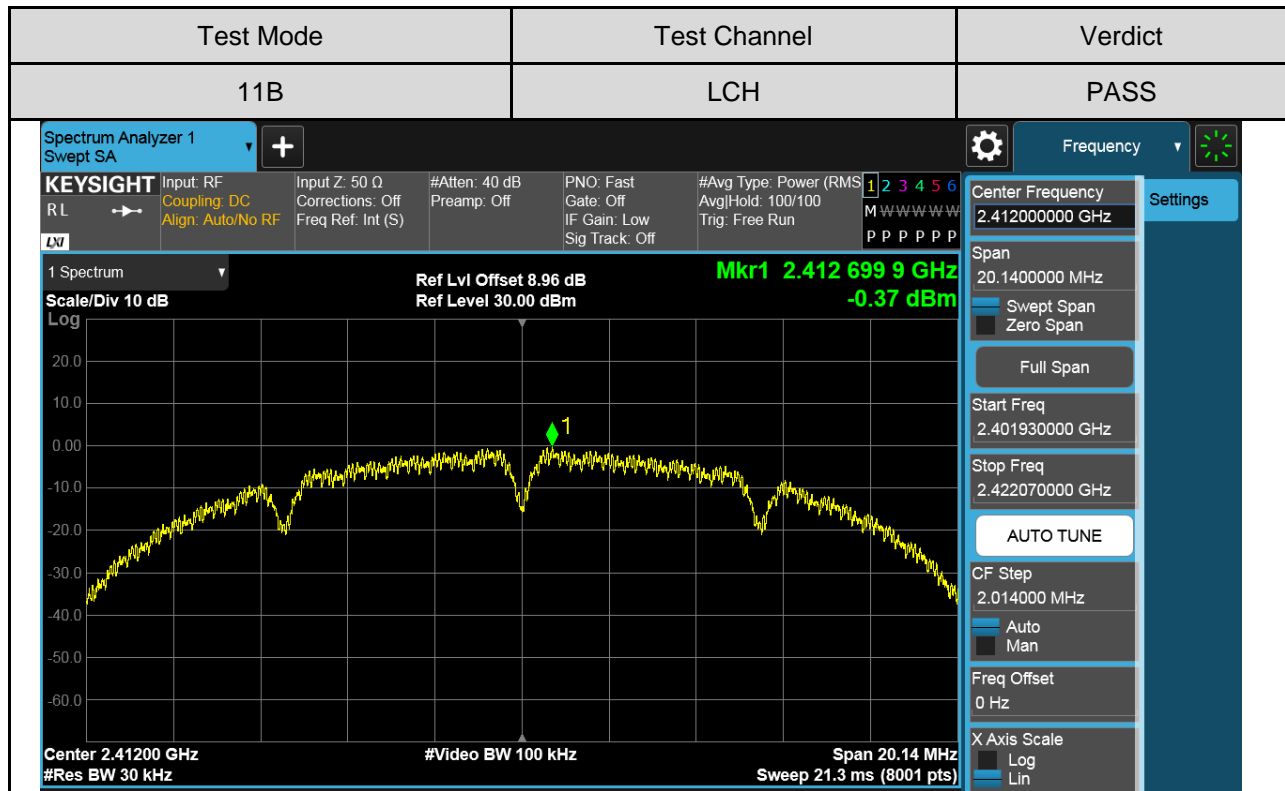 Test Mode Test Channel Verdict
11B LCH PASS
Spectrum Analyzer 1
Swept SA
+
Frequency
KEYSIGHT
RL
LXI
Input: RF
Coupling: DC
Align: Auto/No RF
Input Z: 50 Ω
Corrections: Off
Freq Ref: Int (S)
#Atten: 40 dB
Preamp: Off
PNO: Fast
Gate: Off
IF Gain: Low
Sig Track: Off
#Avg Type: Power (RMS
Avg|Hold: 100/100
Trig: Free Run
1 2 3 4 5 6
M W W W W W
P P P P P P
1 Spectrum
Scale/Div 10 dB
Ref Lvl Offset 8.96 dB
Ref Level 30.00 dBm
Mkr1 2.412 699 9 GHz
-0.37 dBm
Log
20.0
10.0
0.00
-10.0
-20.0
-30.0
-40.0
-50.0
-60.0
1
Center 2.41200 GHz
#Res BW 30 kHz
#Video BW 100 kHz
Span 20.14 MHz
Sweep 21.3 ms (8001 pts)
Center Frequency
2.412000000 GHz
Span
20.1400000 MHz
Swept Span
Zero Span
Full Span
Start Freq
2.401930000 GHz
Stop Freq
2.422070000 GHz
AUTO TUNE
CF Step
2.014000 MHz
Auto
Man
Freq Offset
0 Hz
X Axis Scale
Log
Lin
Settings